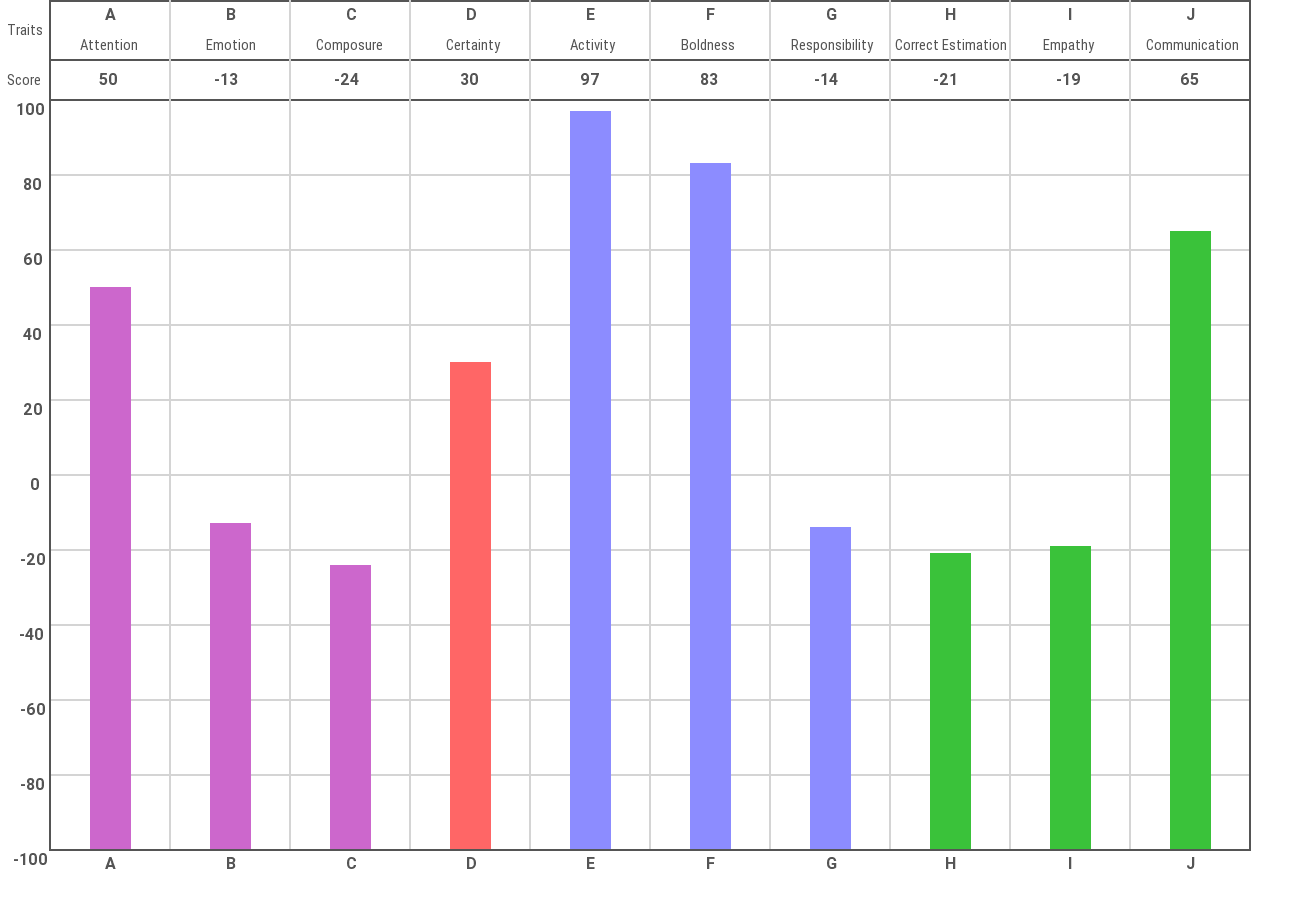 Traits A B C D E F G H I J
Attention Emotion Composure Certainty Activity Boldness Responsibility Correct Estimation Empathy Communication
Score 50 -13 -24 30 97 83 -14 -21 -19 65
100
80
60
40
20
0
-20
-40
-60
-80
-100
A B C D E F G H I J